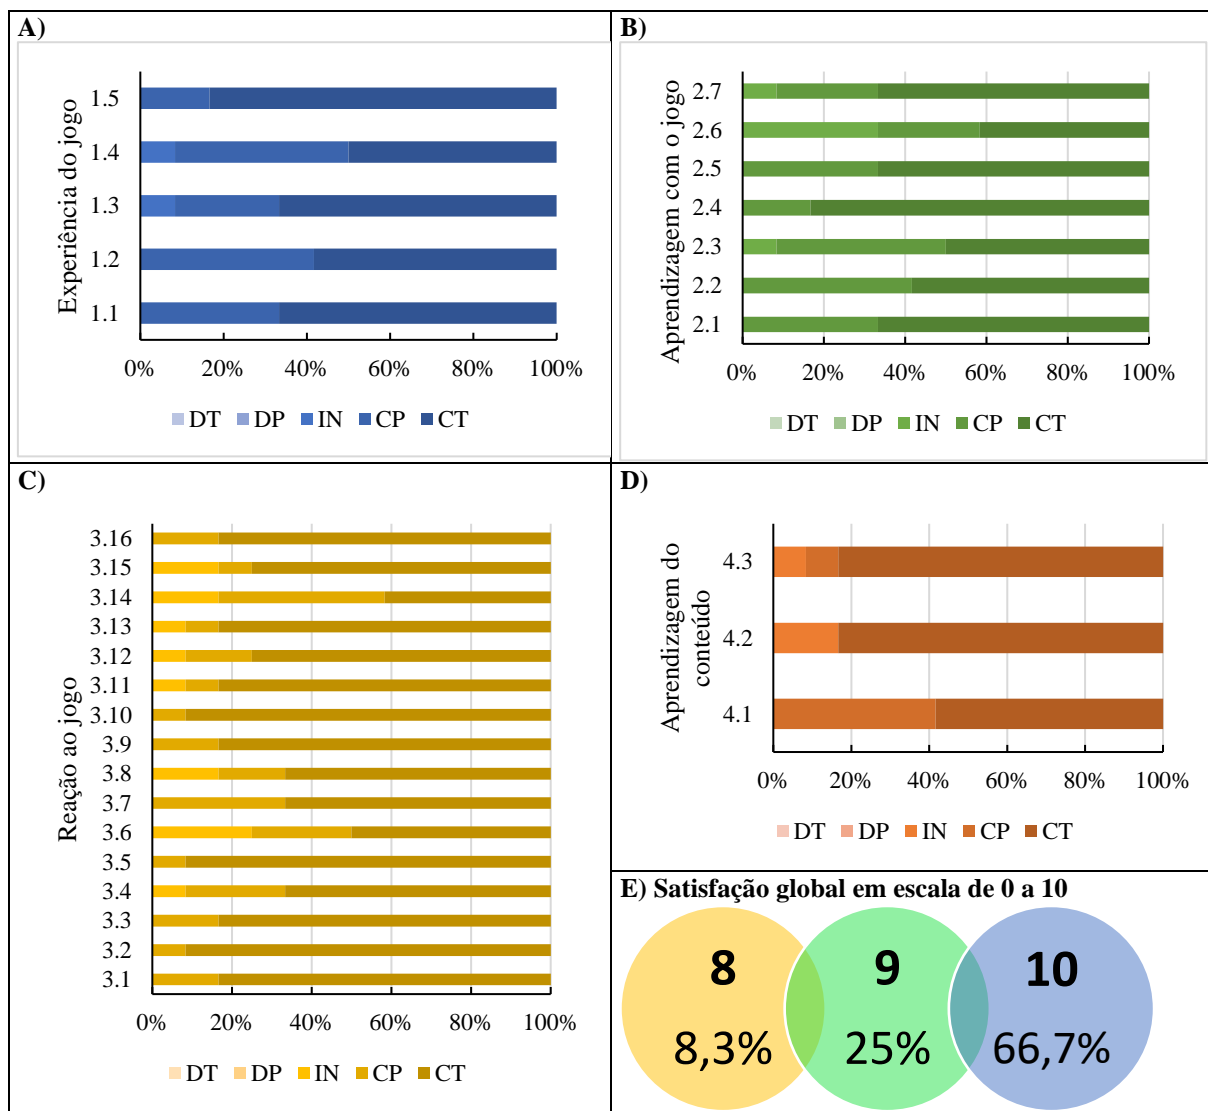 A)
Experiência do jogo
1.5
1.4
1.3
1.2
1.1
0% 20% 40% 60% 80% 100%
DT DP IN CP CT
B)
Aprendizagem com o jogo
2.7
2.6
2.5
2.4
2.3
2.2
2.1
0% 20% 40% 60% 80% 100%
DT DP IN CP CT
C)
Reação ao jogo
3.16
3.15
3.14
3.13
3.12
3.11
3.10
3.9
3.8
3.7
3.6
3.5
3.4
3.3
3.2
3.1
0% 20% 40% 60% 80% 100%
DT DP IN CP CT
D)
Aprendizagem do
conteúdo
4.3
4.2
4.1
0% 20% 40% 60% 80% 100%
DT DP IN CP CT
E) Satisfação global em escala de 0 a 10
8 9 10
8,3% 25% 66,7%